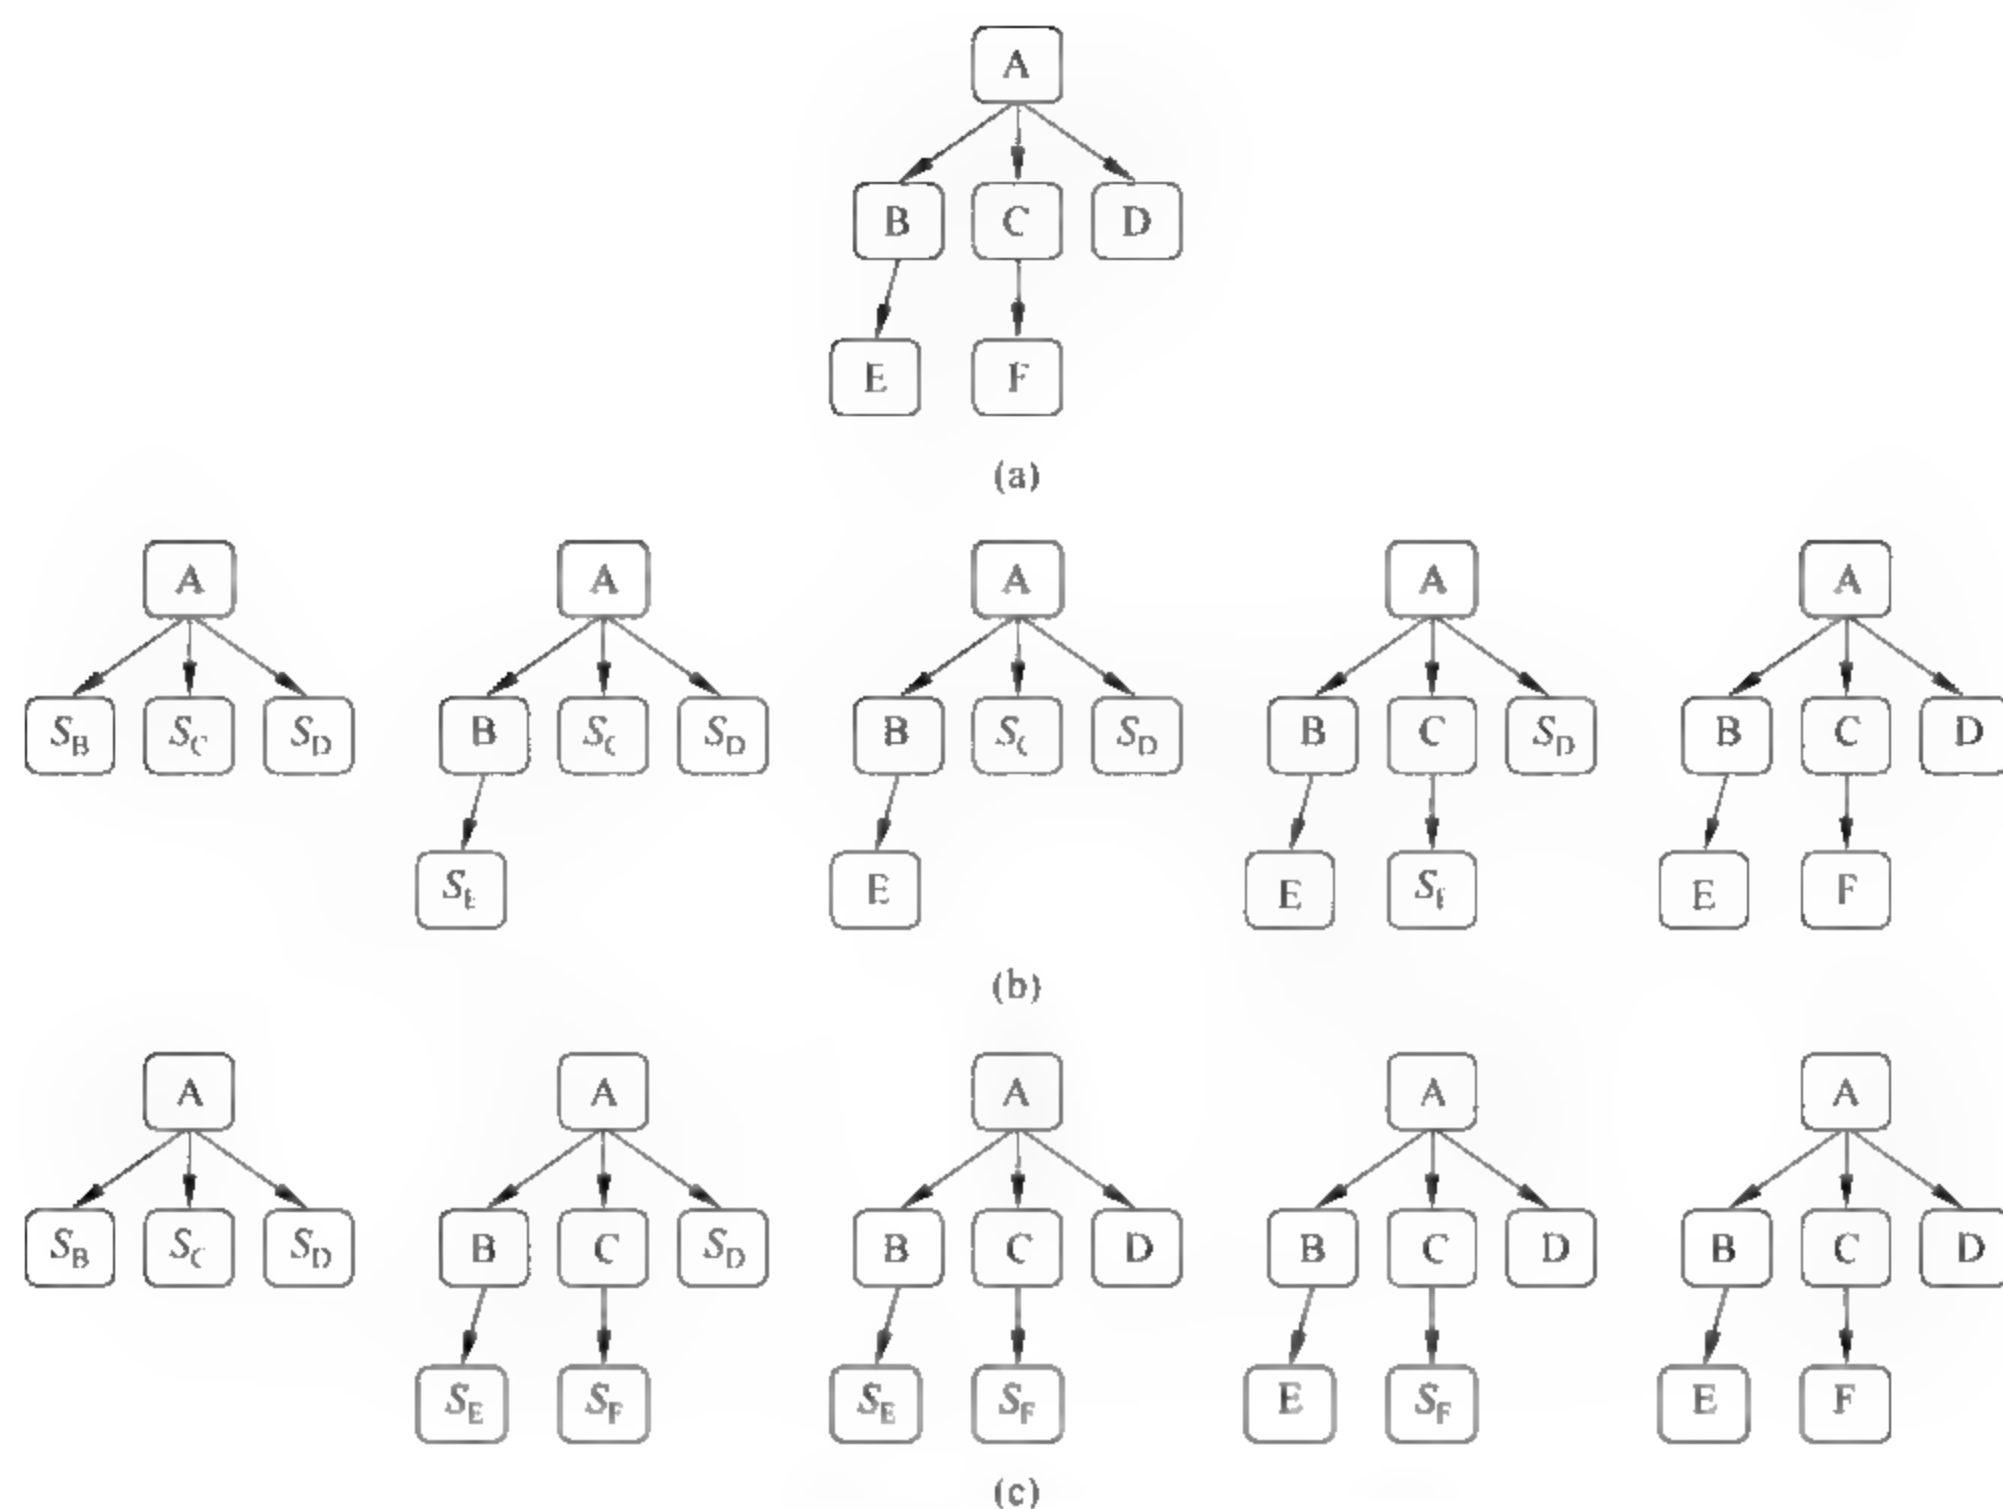 A
B C D
E F
(a)
A A A A A
S_B S_C S_D B S_C S_D B S_C S_D B C S_D B C D
S_E E E S_F E F
(b)
A A A A A
S_B S_C S_D B C S_D B C D B C D B C D
S_E S_F S_E S_F E S_F E F
(c)